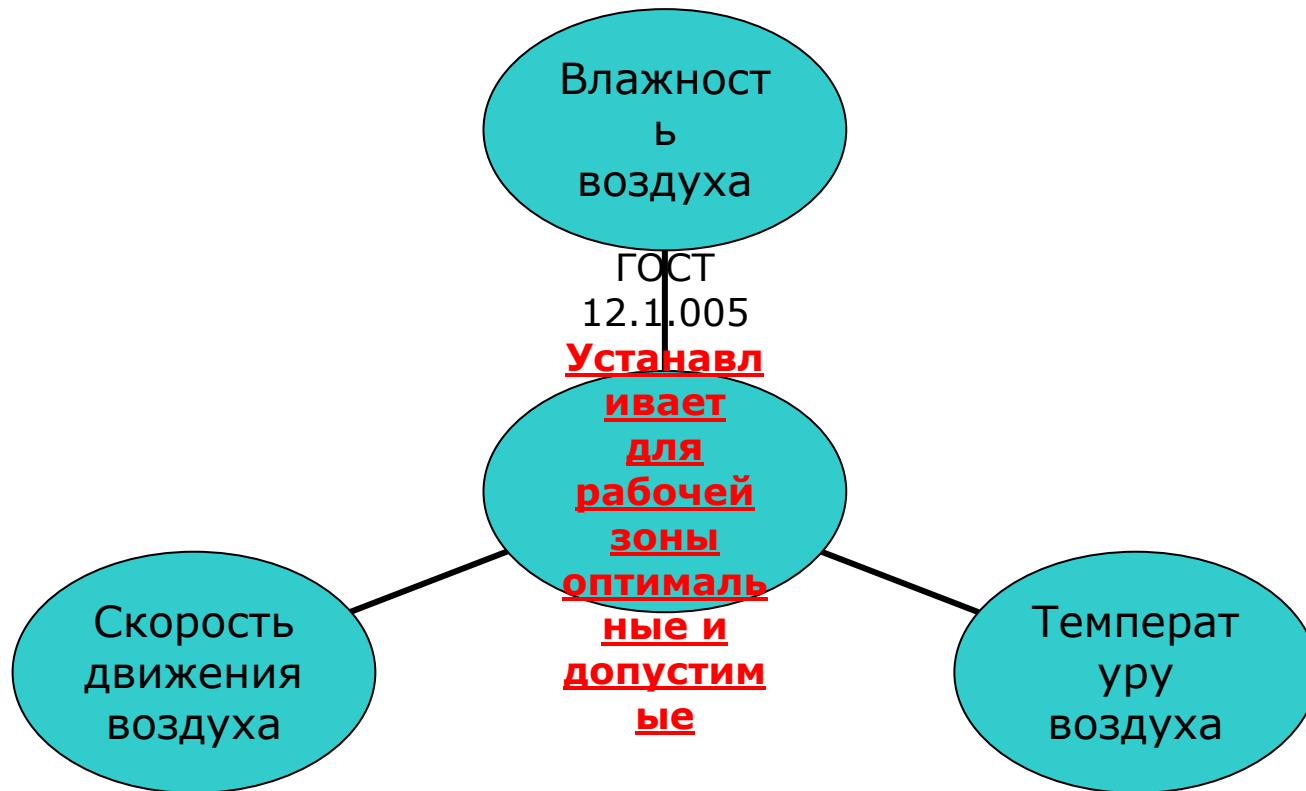 Влажност
ь
воздуха
ГОСТ
12.1.005
Устанавл
ивает
для
рабочей
зоны
оптималь
ные и
допустим
ые
Скорость
движения
воздуха
Температ
уру
воздуха